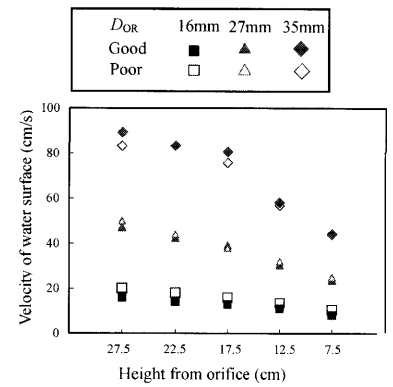 D_OR 16mm 27mm 35mm
Good
Poor
Velocity of water surface (cm/s)
100
80
60
40
20
0
27.5 22.5 17.5 12.5 7.5
Height from orifice (cm)